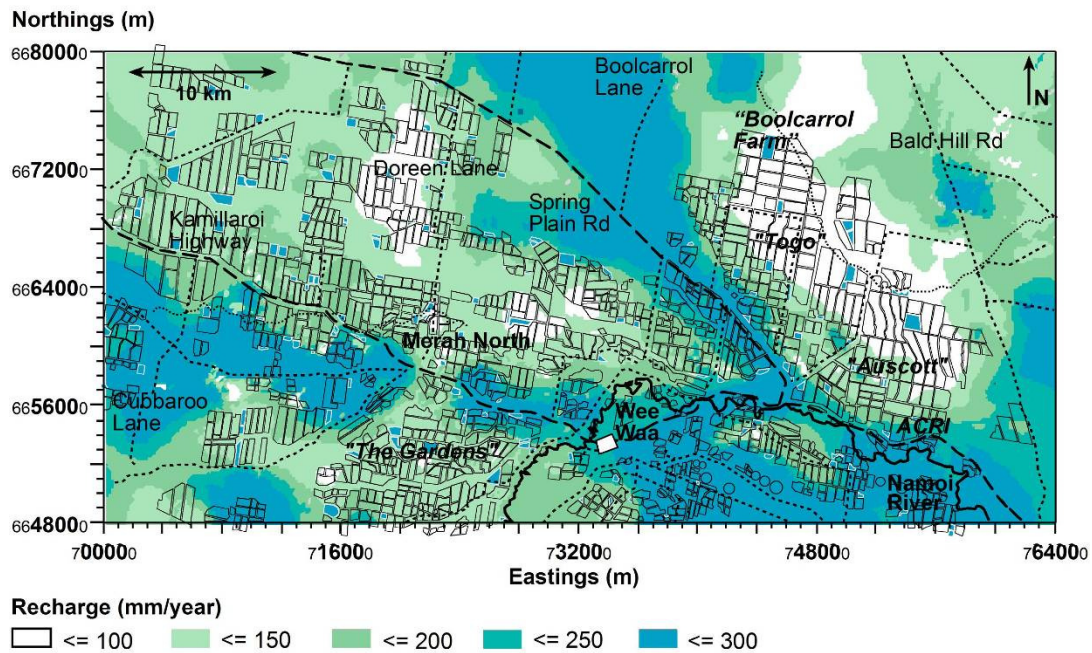 Northings (m)
6680000
6672000
6664000
6656000
6648000
10 km
Boolcarrol
Lane
N
"Boolcarrol
Farm"
Bald Hill Rd
Doreen Lane
Spring
Plain Rd
Kamillaroi
Highway
"Togo"
Merah North
"Auscott"
Cubbaroo
Lane
Wee
Waa
ACRI
"The Gardens"
Namoi
River
700000
716000
732000
748000
764000
Eastings (m)
Recharge (mm/year)
<= 100
<= 150
<= 200
<= 250
<= 300